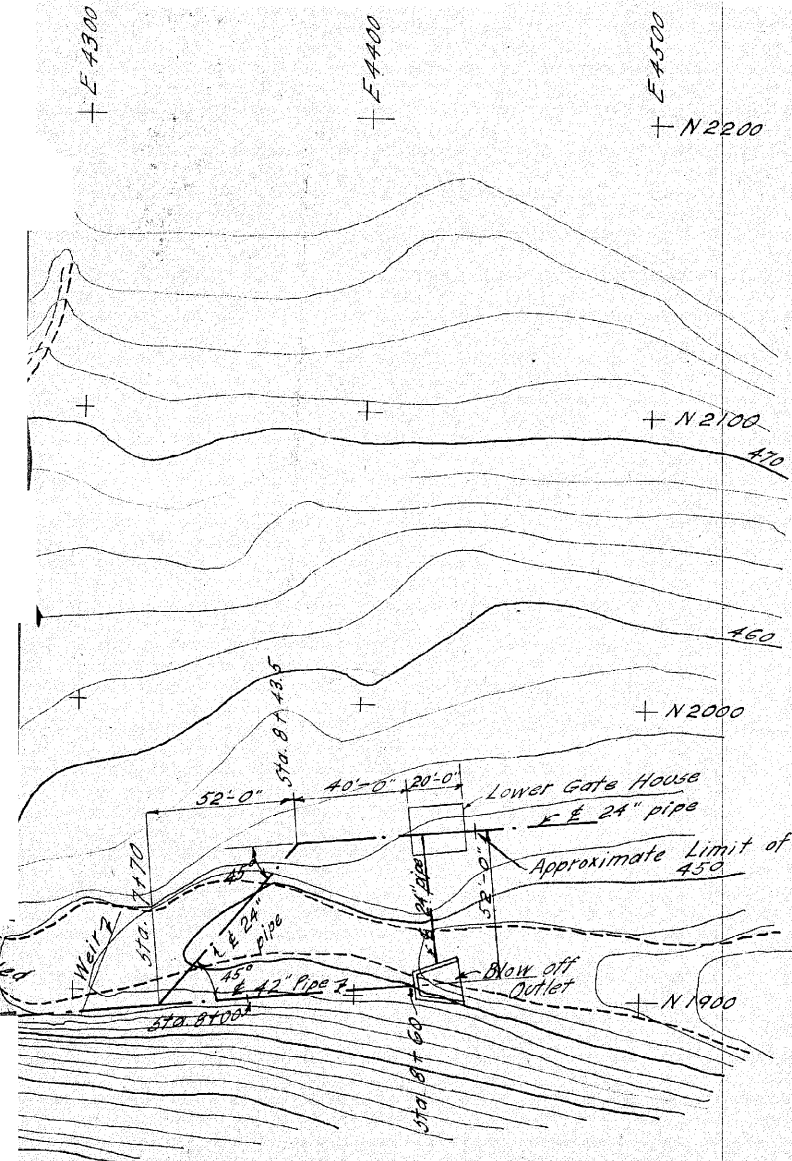 E 4300
E 4400
E 4500
N 2200
N 2100
470
460
N 2000
Sta. 8 + 43.5
52'-0"
40'-0"
20'-0"
Lower Gate House
℄ 24" pipe
Approximate Limit of
450
Sta. 7+70
45°
℄ 24"
pipe
℄ 24" pipe
52'-0"
Weir
ed
45°
℄ 42" Pipe
Blow off
Outlet
N 1900
Sta. 8+00
Sta. 8+60